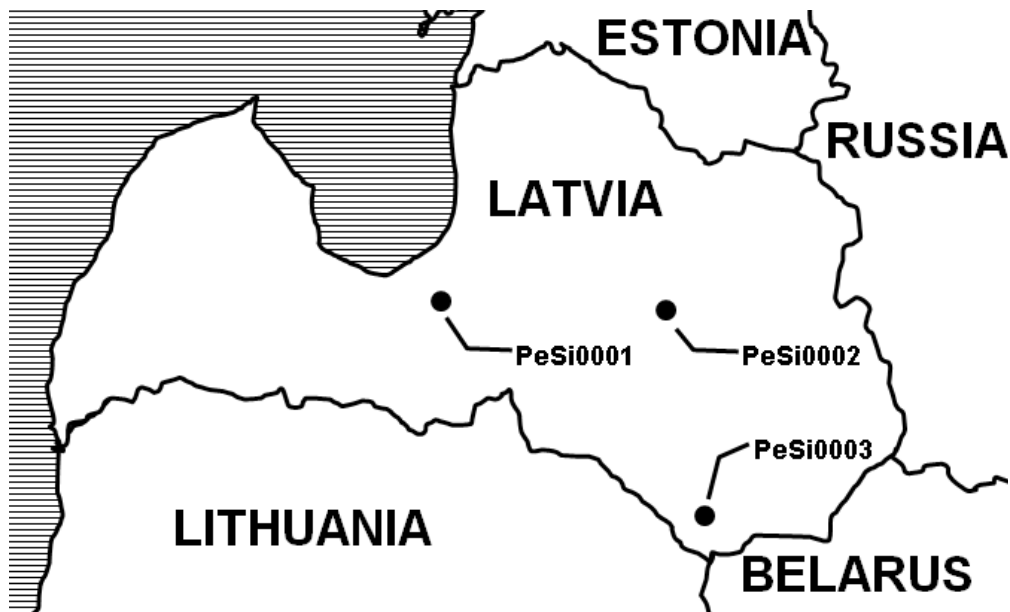 ESTONIA
RUSSIA
LATVIA
PeSi0001
PeSi0002
PeSi0003
LITHUANIA
BELARUS